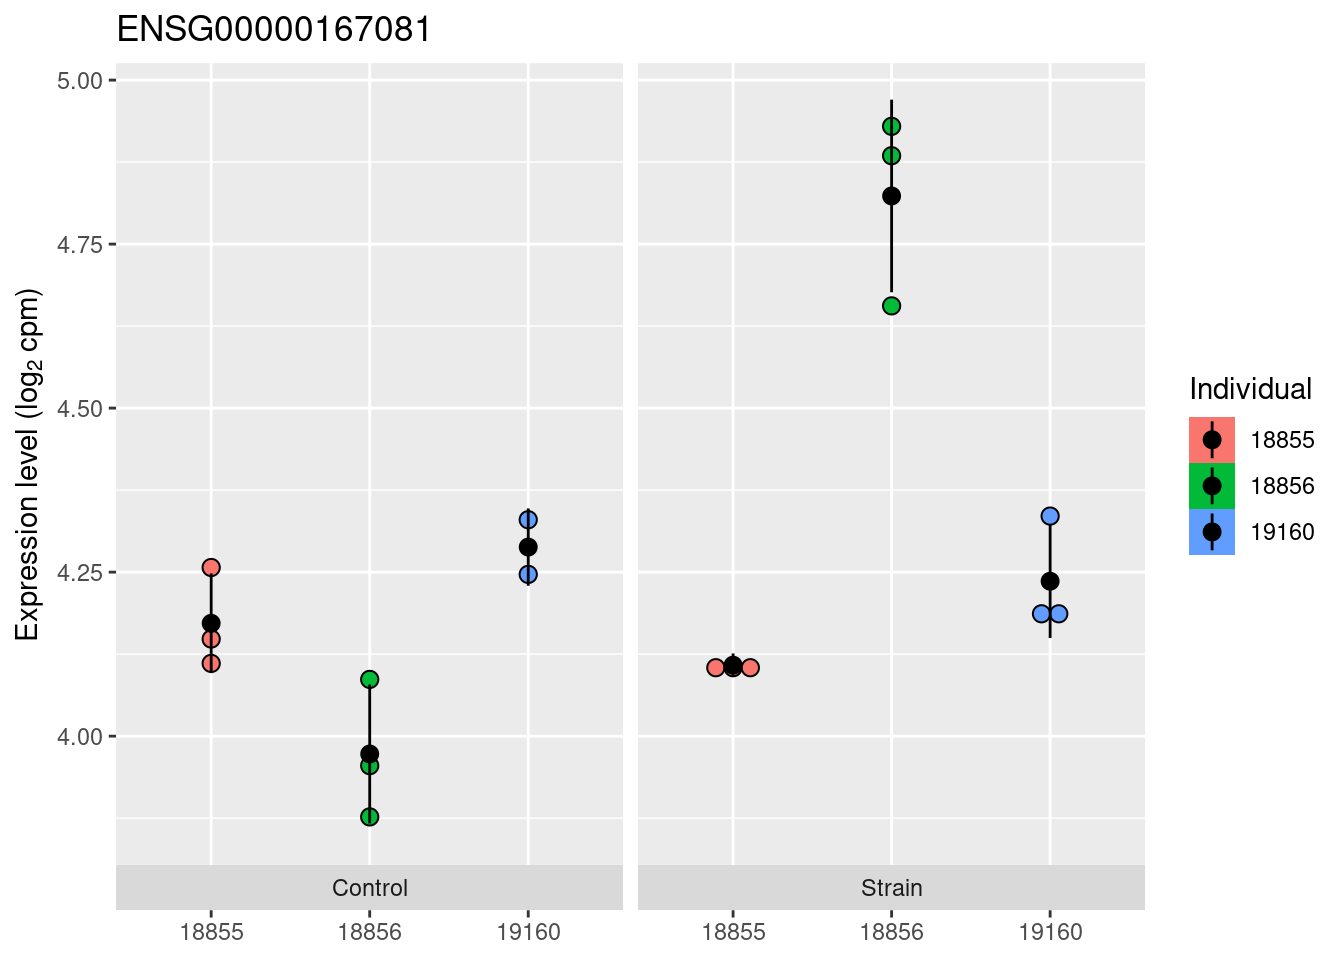 ENSG00000167081
Expression level (log₂ cpm)
5.00
4.75
4.50
4.25
4.00
Control
Strain
18855 18856 19160
18855 18856 19160
Individual
18855
18856
19160